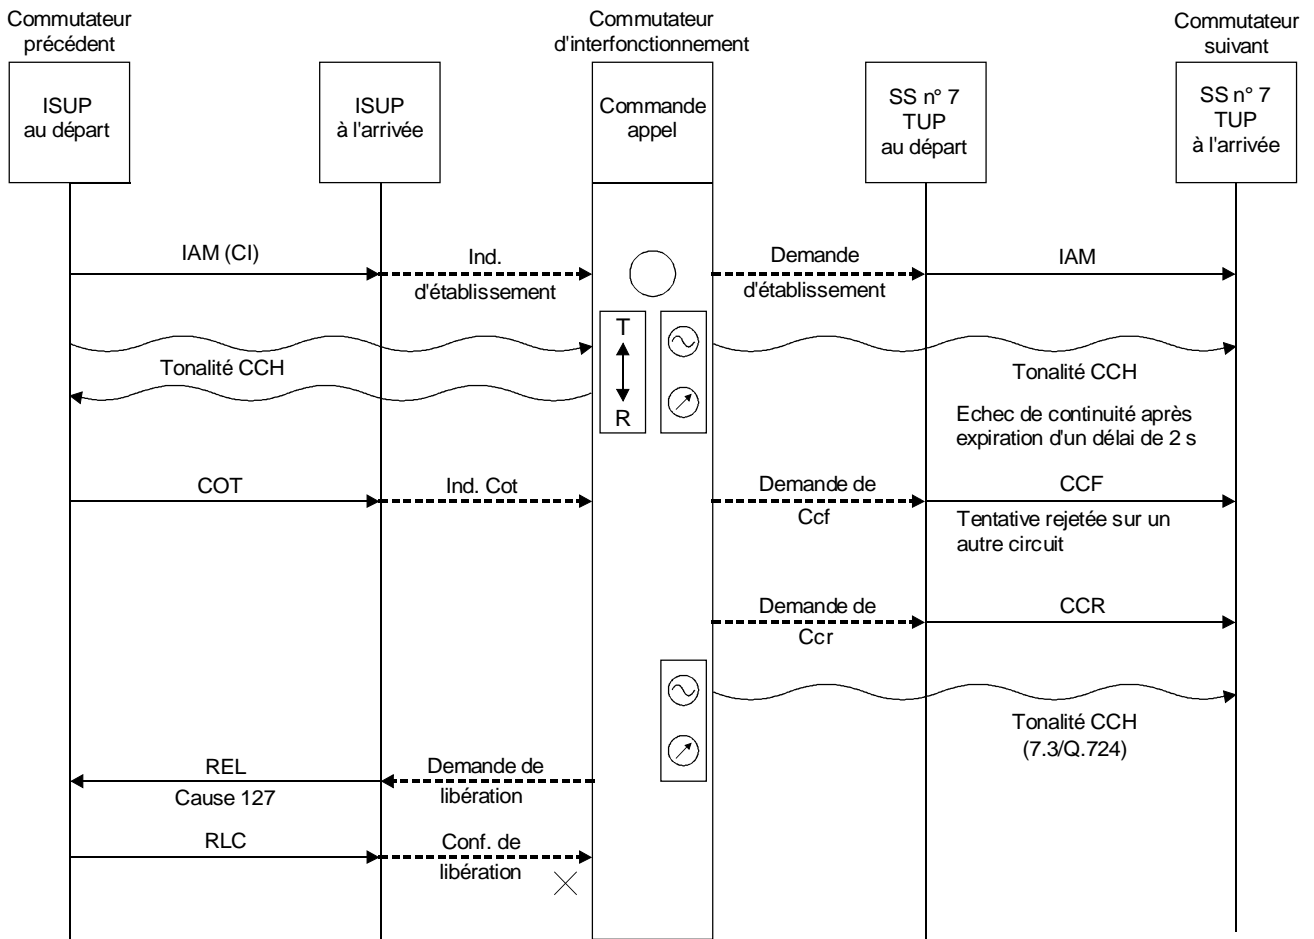 Commutateur
précédent
Commutateur
d'interfonctionnement
Commutateur
suivant
ISUP
au départ
ISUP
à l'arrivée
Commande
appel
SS n° 7
TUP
au départ
SS n° 7
TUP
à l'arrivée
IAM (CI)
Ind.
d'établissement
Demande
d'établissement
IAM
T
R
Tonalité CCH
Tonalité CCH
Echec de continuité après
expiration d'un délai de 2 s
COT
Ind. Cot
Demande de
Ccf
CCF
Tentative rejetée sur un
autre circuit
Demande de
Ccr
CCR
Tonalité CCH
(7.3/Q.724)
REL
Cause 127
Demande de
libération
RLC
Conf. de
libération